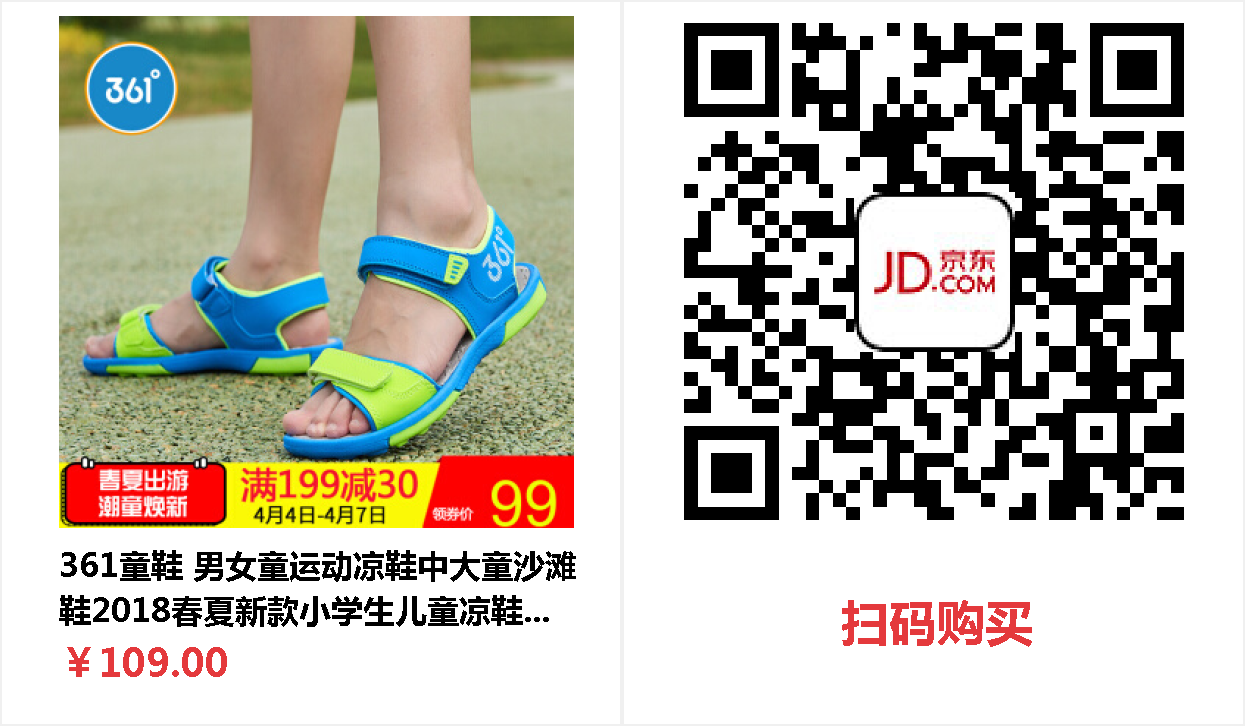 361°
361°
春夏出游
潮童焕新
满199减30
4月4日-4月7日
领券价 99
361童鞋 男女童运动凉鞋中大童沙滩
鞋2018春夏新款小学生儿童凉鞋...
￥109.00
JD京东
.COM
扫码购买